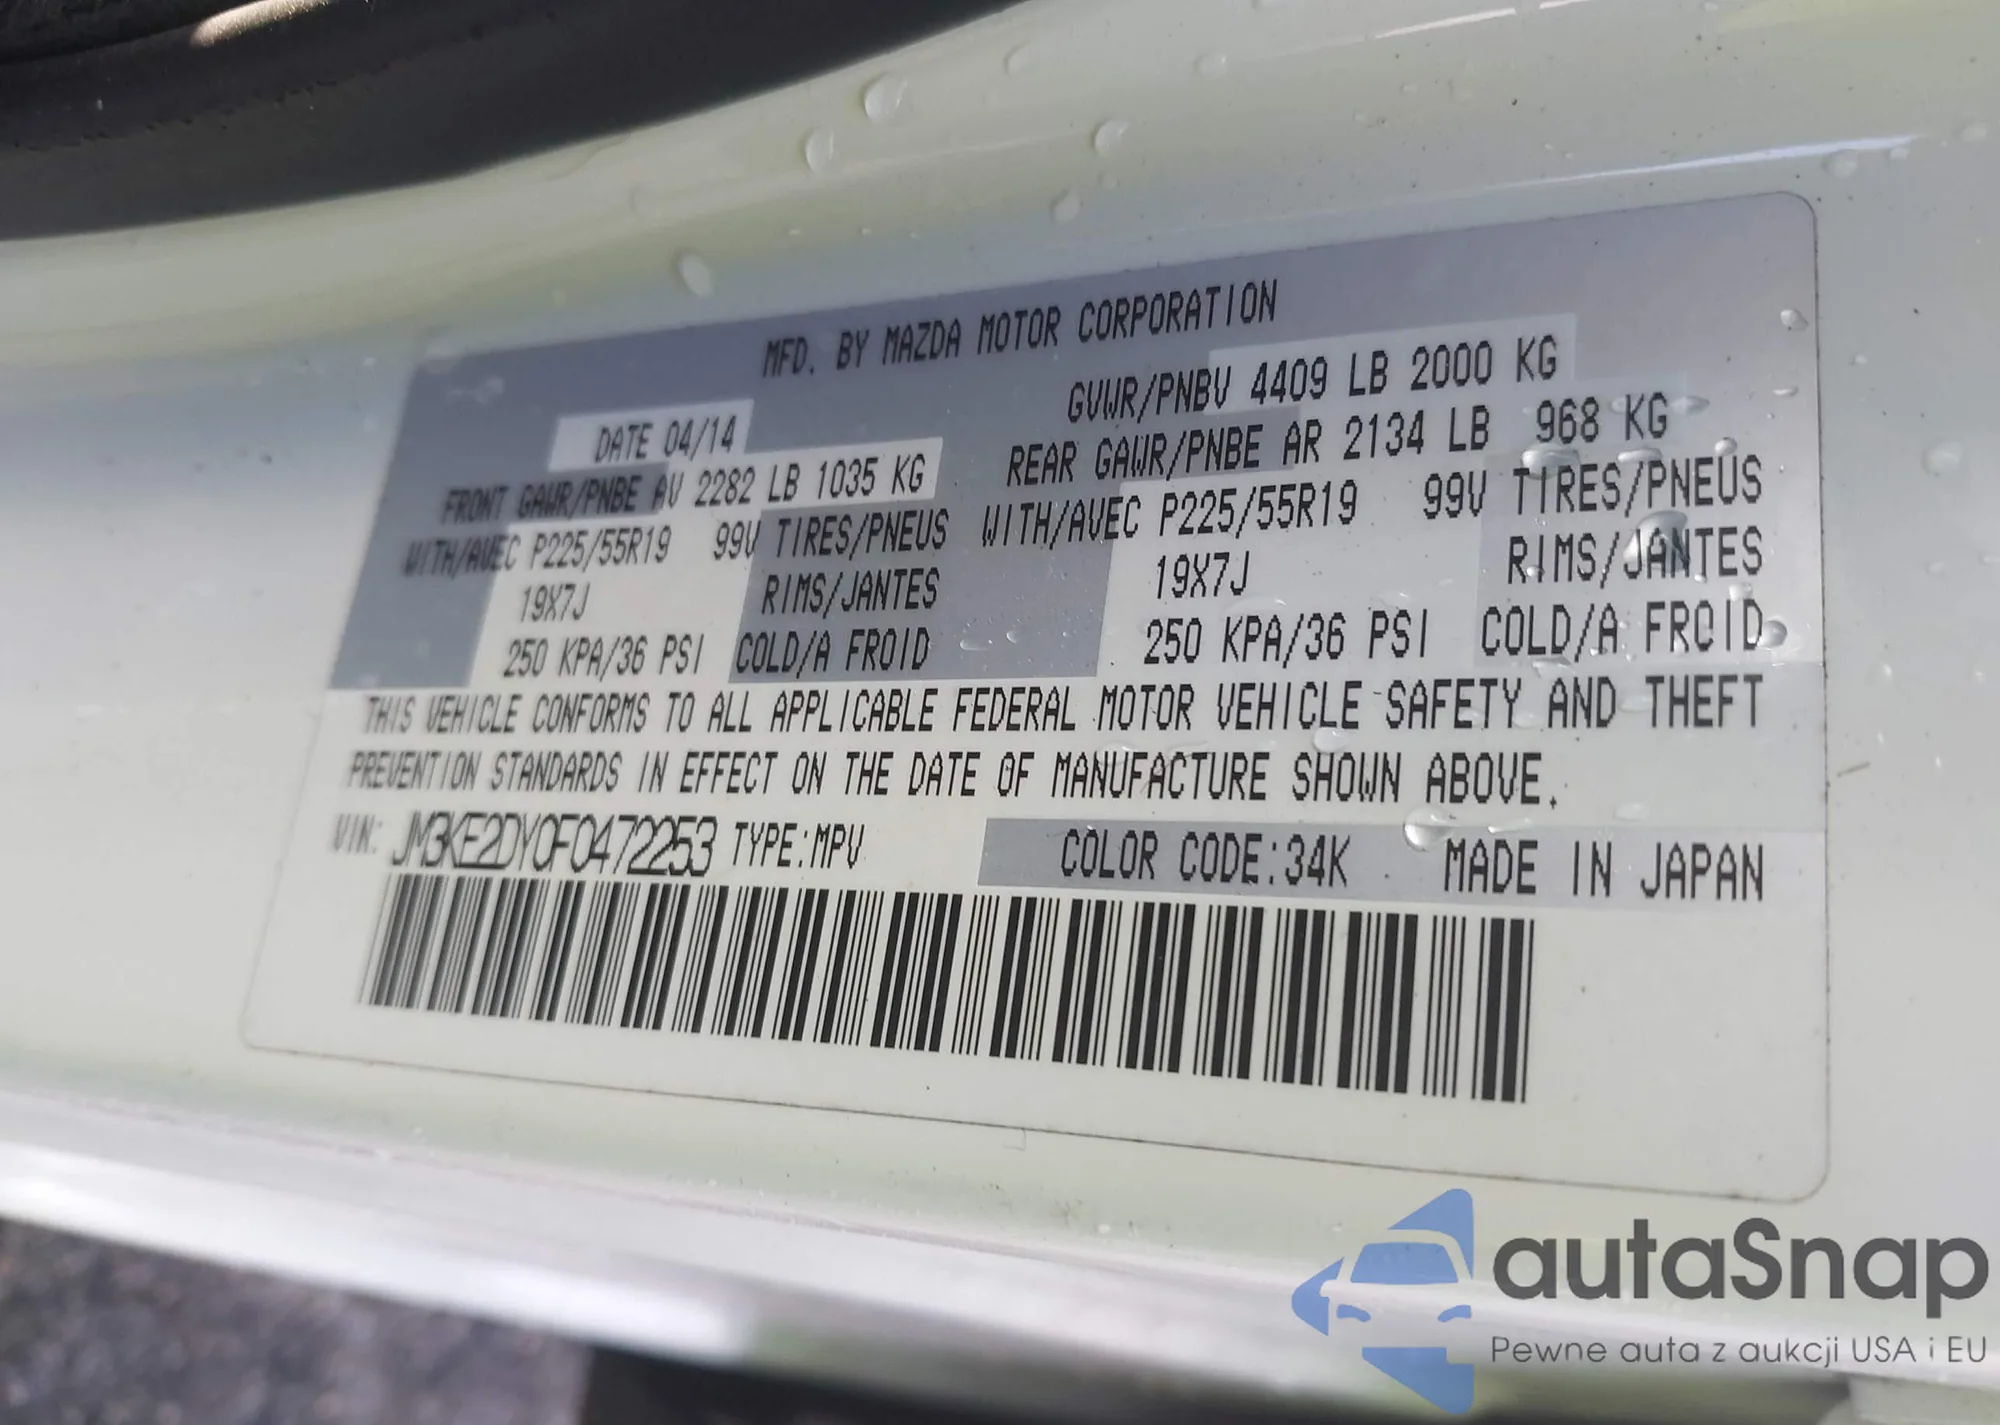 MFD. BY MAZDA MOTOR CORPORATION
DATE 04/14 GVWR/PNBV 4409 LB 2000 KG
FRONT GAWR/PNBE AV 2282 LB 1035 KG REAR GAWR/PNBE AR 2134 LB 968 KG
WITH/AVEC P225/55R19 99V TIRES/PNEUS WITH/AVEC P225/55R19 99V TIRES/PNEUS
19X7J RIMS/JANTES 19X7J RIMS/JANTES
250 KPA/36 PSI COLD/A FROID 250 KPA/36 PSI COLD/A FROID
THIS VEHICLE CONFORMS TO ALL APPLICABLE FEDERAL MOTOR VEHICLE SAFETY AND THEFT
PREVENTION STANDARDS IN EFFECT ON THE DATE OF MANUFACTURE SHOWN ABOVE.
VIN: JM3KE2DY0F0472253 TYPE:MPV COLOR CODE:34K MADE IN JAPAN
autaSnap
Pewne auta z aukcji USA i EU